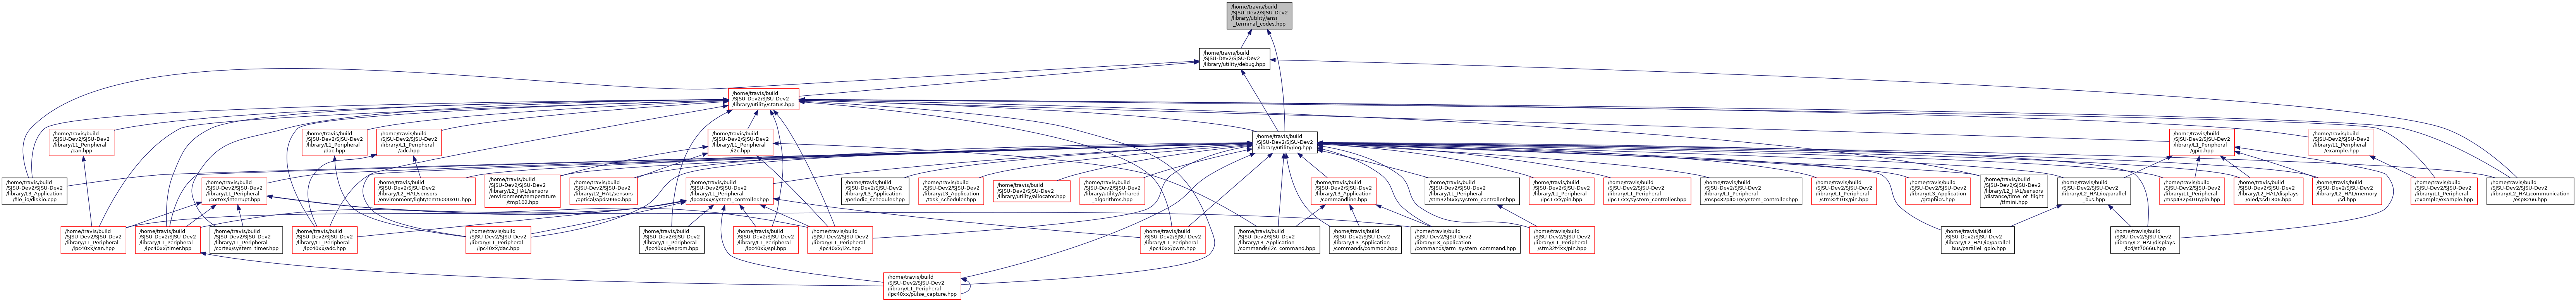 /home/travis/build
/SJSU-Dev2/SJSU-Dev2
/library/utility/ansi
_terminal_codes.hpp
/home/travis/build
/SJSU-Dev2/SJSU-Dev2
/library/utility/debug.hpp
/home/travis/build
/SJSU-Dev2/SJSU-Dev2
/library/utility/status.hpp
/home/travis/build
/SJSU-Dev2/SJSU-Dev2
/library/L1_Peripheral
/can.hpp
/home/travis/build
/SJSU-Dev2/SJSU-Dev2
/library/L1_Peripheral
/dac.hpp
/home/travis/build
/SJSU-Dev2/SJSU-Dev2
/library/L1_Peripheral
/adc.hpp
/home/travis/build
/SJSU-Dev2/SJSU-Dev2
/library/L1_Peripheral
/i2c.hpp
/home/travis/build
/SJSU-Dev2/SJSU-Dev2
/library/utility/log.hpp
/home/travis/build
/SJSU-Dev2/SJSU-Dev2
/library/L1_Peripheral
/gpio.hpp
/home/travis/build
/SJSU-Dev2/SJSU-Dev2
/library/L1_Peripheral
/example.hpp
/home/travis/build
/SJSU-Dev2/SJSU-Dev2
/library/L3_Application
/file_io/diskio.cpp
/home/travis/build
/SJSU-Dev2/SJSU-Dev2
/library/L1_Peripheral
/cortex/interrupt.hpp
/home/travis/build
/SJSU-Dev2/SJSU-Dev2
/library/L2_HAL/sensors
/environment/light/temt6000x01.hpp
/home/travis/build
/SJSU-Dev2/SJSU-Dev2
/library/L2_HAL/sensors
/environment/temperature
/tmp102.hpp
/home/travis/build
/SJSU-Dev2/SJSU-Dev2
/library/L2_HAL/sensors
/optical/apds9960.hpp
/home/travis/build
/SJSU-Dev2/SJSU-Dev2
/library/L1_Peripheral
/lpc40xx/system_controller.hpp
/home/travis/build
/SJSU-Dev2/SJSU-Dev2
/library/L3_Application
/periodic_scheduler.hpp
/home/travis/build
/SJSU-Dev2/SJSU-Dev2
/library/L3_Application
/task_scheduler.hpp
/home/travis/build
/SJSU-Dev2/SJSU-Dev2
/library/utility/allocator.hpp
/home/travis/build
/SJSU-Dev2/SJSU-Dev2
/library/utility/infrared
_algorithms.hpp
/home/travis/build
/SJSU-Dev2/SJSU-Dev2
/library/L3_Application
/commandline.hpp
/home/travis/build
/SJSU-Dev2/SJSU-Dev2
/library/L1_Peripheral
/stm32f4xx/system_controller.hpp
/home/travis/build
/SJSU-Dev2/SJSU-Dev2
/library/L1_Peripheral
/lpc17xx/pin.hpp
/home/travis/build
/SJSU-Dev2/SJSU-Dev2
/library/L1_Peripheral
/lpc17xx/system_controller.hpp
/home/travis/build
/SJSU-Dev2/SJSU-Dev2
/library/L1_Peripheral
/msp432p401r/system_controller.hpp
/home/travis/build
/SJSU-Dev2/SJSU-Dev2
/library/L1_Peripheral
/stm32f10x/pin.hpp
/home/travis/build
/SJSU-Dev2/SJSU-Dev2
/library/L3_Application
/graphics.hpp
/home/travis/build
/SJSU-Dev2/SJSU-Dev2
/library/L2_HAL/sensors
/distance/time_of_flight
/tfmini.hpp
/home/travis/build
/SJSU-Dev2/SJSU-Dev2
/library/L2_HAL/io/parallel
_bus.hpp
/home/travis/build
/SJSU-Dev2/SJSU-Dev2
/library/L1_Peripheral
/msp432p401r/pin.hpp
/home/travis/build
/SJSU-Dev2/SJSU-Dev2
/library/L2_HAL/displays
/oled/ssd1306.hpp
/home/travis/build
/SJSU-Dev2/SJSU-Dev2
/library/L2_HAL/memory
/sd.hpp
/home/travis/build
/SJSU-Dev2/SJSU-Dev2
/library/L1_Peripheral
/example/example.hpp
/home/travis/build
/SJSU-Dev2/SJSU-Dev2
/library/L2_HAL/communication
/esp8266.hpp
/home/travis/build
/SJSU-Dev2/SJSU-Dev2
/library/L1_Peripheral
/lpc40xx/can.hpp
/home/travis/build
/SJSU-Dev2/SJSU-Dev2
/library/L1_Peripheral
/lpc40xx/timer.hpp
/home/travis/build
/SJSU-Dev2/SJSU-Dev2
/library/L1_Peripheral
/cortex/system_timer.hpp
/home/travis/build
/SJSU-Dev2/SJSU-Dev2
/library/L1_Peripheral
/lpc40xx/adc.hpp
/home/travis/build
/SJSU-Dev2/SJSU-Dev2
/library/L1_Peripheral
/lpc40xx/dac.hpp
/home/travis/build
/SJSU-Dev2/SJSU-Dev2
/library/L1_Peripheral
/lpc40xx/eeprom.hpp
/home/travis/build
/SJSU-Dev2/SJSU-Dev2
/library/L1_Peripheral
/lpc40xx/spi.hpp
/home/travis/build
/SJSU-Dev2/SJSU-Dev2
/library/L1_Peripheral
/lpc40xx/i2c.hpp
/home/travis/build
/SJSU-Dev2/SJSU-Dev2
/library/L1_Peripheral
/lpc40xx/pwm.hpp
/home/travis/build
/SJSU-Dev2/SJSU-Dev2
/library/L3_Application
/commands/i2c_command.hpp
/home/travis/build
/SJSU-Dev2/SJSU-Dev2
/library/L3_Application
/commands/common.hpp
/home/travis/build
/SJSU-Dev2/SJSU-Dev2
/library/L3_Application
/commands/arm_system_command.hpp
/home/travis/build
/SJSU-Dev2/SJSU-Dev2
/library/L1_Peripheral
/stm32f4xx/pin.hpp
/home/travis/build
/SJSU-Dev2/SJSU-Dev2
/library/L2_HAL/io/parallel
_bus/parallel_gpio.hpp
/home/travis/build
/SJSU-Dev2/SJSU-Dev2
/library/L2_HAL/displays
/lcd/st7066u.hpp
/home/travis/build
/SJSU-Dev2/SJSU-Dev2
/library/L1_Peripheral
/lpc40xx/pulse_capture.hpp